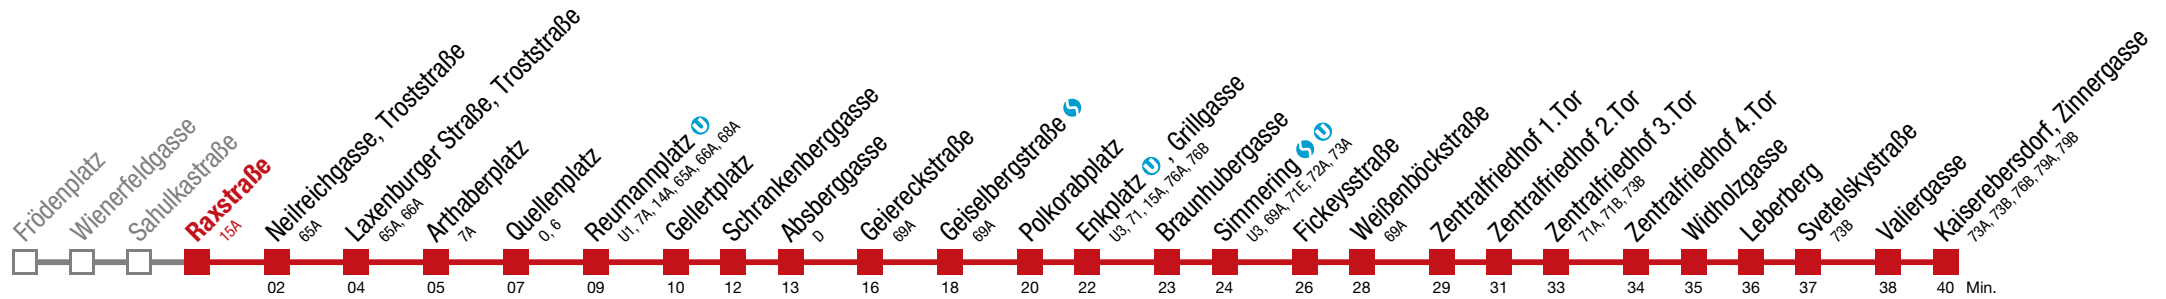 Frödenplatz
Wienerfeldgasse
Sahulkastraße
Raxstraße
15A
Neilreichgasse, Troststraße
65A
Laxenburger Straße, Troststraße
65A, 66A
Arthaberplatz
7A
Quellenplatz
O, 6
Reumannplatz U
U1, 7A, 14A, 65A, 66A, 68A
Gellertplatz
Schrankenberggasse
Absberggasse
D
Geiereckstraße
69A
Geiselbergstraße S
69A
Polkorabplatz
Enkplatz U, Grillgasse
U3, 71, 15A, 76A, 76B
Braunhubergasse
Simmering S U
U3, 69A, 71E, 72A, 73A
Fickeysstraße
Weißenböckstraße
69A
Zentralfriedhof 1.Tor
Zentralfriedhof 2.Tor
Zentralfriedhof 3.Tor
71A, 71B, 73B
Zentralfriedhof 4.Tor
Widholzgasse
Leberberg
Svetelskystraße
73B
Valiergasse
Kaiserebersdorf, Zinnergasse
73A, 73B, 76B, 79A, 79B
02 04 05 07 09 10 12 13 16 18 20 22 23 24 26 28 29 31 33 34 35 36 37 38 40 Min.